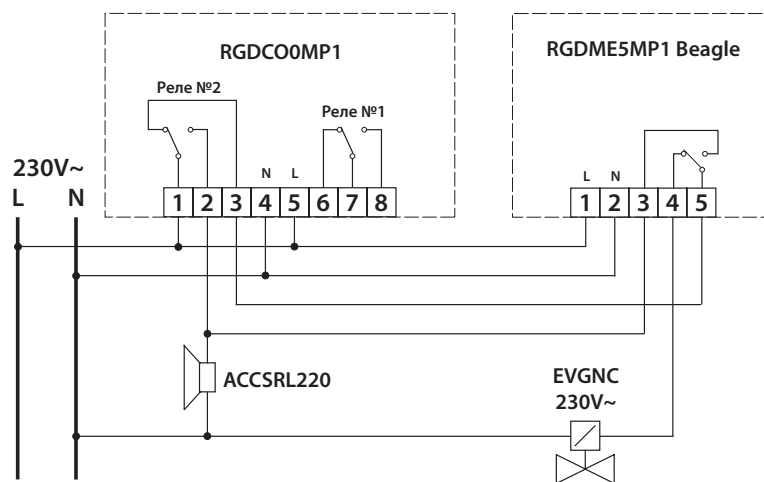 RGDCO0MP1
RGDME5MP1 Beagle
Реле №2
Реле №1
230V~
L N
N L
L N
1 2 3 4 5 6 7 8
1 2 3 4 5
ACCSRL220
EVGNC
230V~